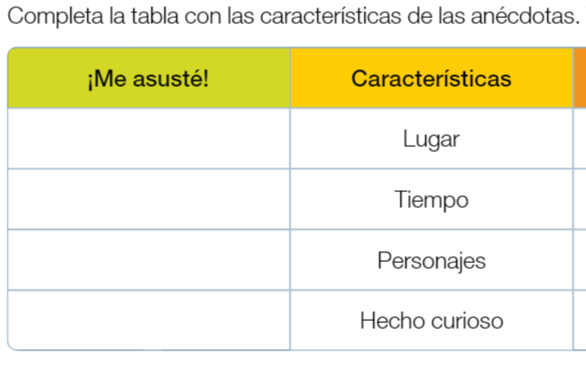 Completa la tabla con las características de las anécdotas.
¡Me asusté! Características
Lugar
Tiempo
Personajes
Hecho curioso